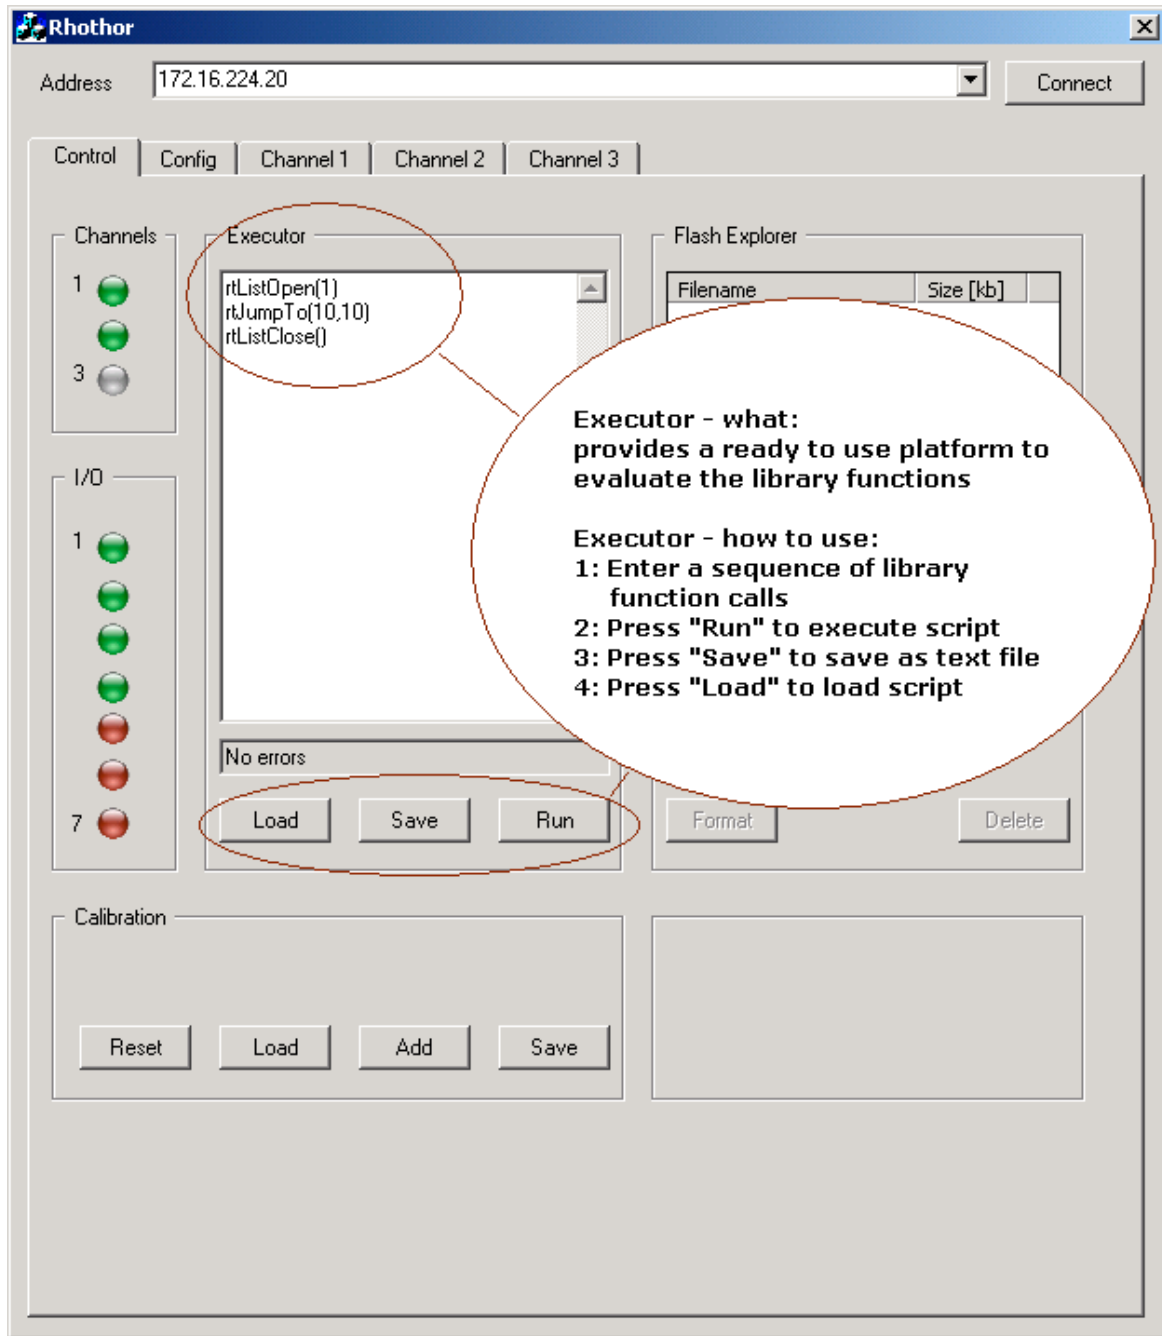 Rhothor
Address 172.16.224.20 Connect
Control Config Channel 1 Channel 2 Channel 3
Channels
1
3
I/O
1
7
Executor
rtListOpen(1)
rtJumpTo(10,10)
rtListClose()
No errors
Load Save Run
Flash Explorer
Filename Size [kb]
Executor - what:
provides a ready to use platform to
evaluate the library functions
Executor - how to use:
1: Enter a sequence of library
function calls
2: Press "Run" to execute script
3: Press "Save" to save as text file
4: Press "Load" to load script
Format Delete
Calibration
Reset Load Add Save